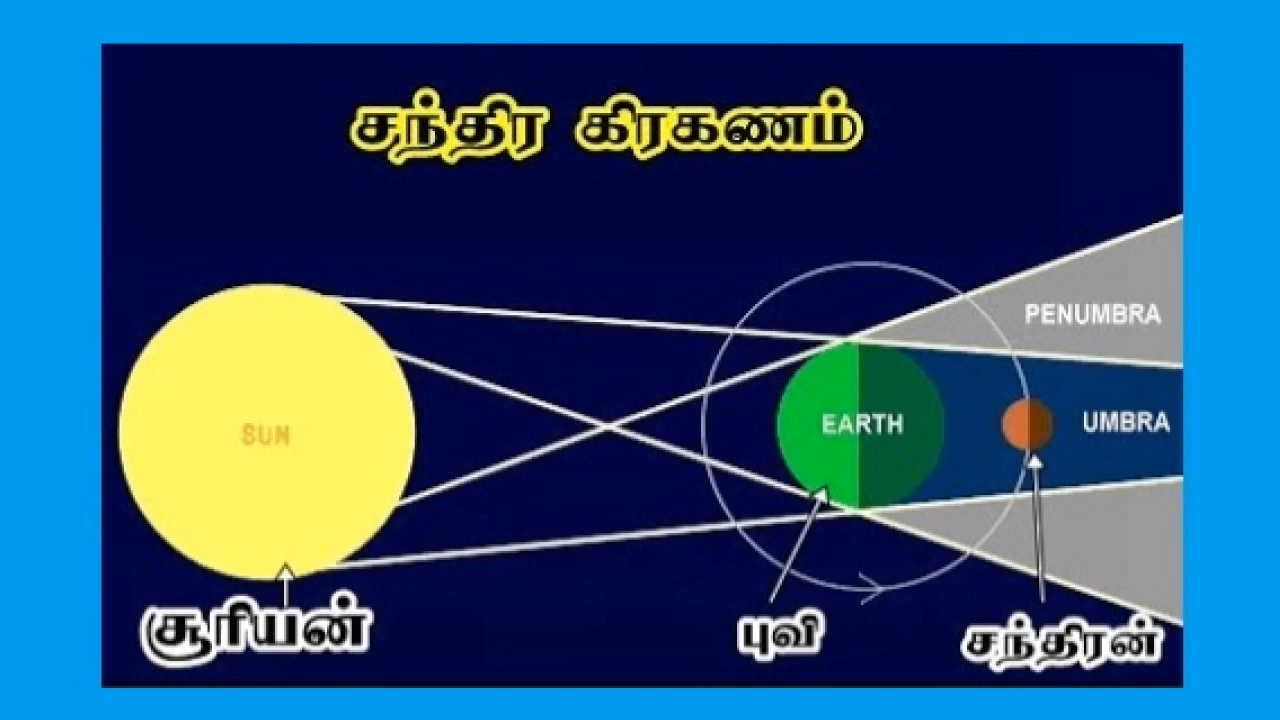 சந்திர கிரகணம்
PENUMBRA
SUN
EARTH
UMBRA
சூரியன்
புவி
சந்திரன்